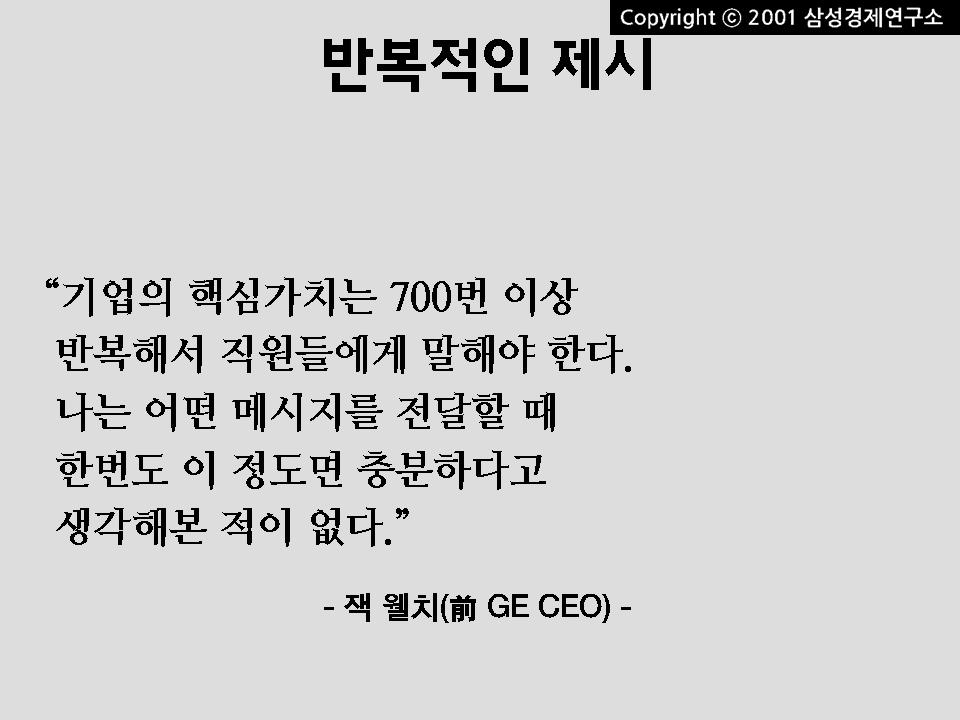 Copyright ⓒ 2001 삼성경제연구소
반복적인 제시
“기업의 핵심가치는 700번 이상
반복해서 직원들에게 말해야 한다.
나는 어떤 메시지를 전달할 때
한번도 이 정도면 충분하다고
생각해본 적이 없다.”
- 잭 웰치(前 GE CEO) -